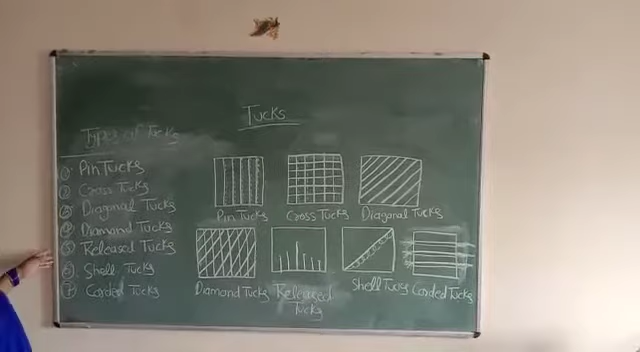 Tucks
Types of Tucks
① Pin Tucks
② Cross Tucks
③ Diagonal Tucks
④ Diamond Tucks
⑤ Released Tucks
⑥ Shell Tucks
⑦ Corded Tucks
Pin Tucks
Cross Tucks
Diagonal Tucks
Diamond Tucks
Released
Tucks
Shell Tucks
Corded Tucks